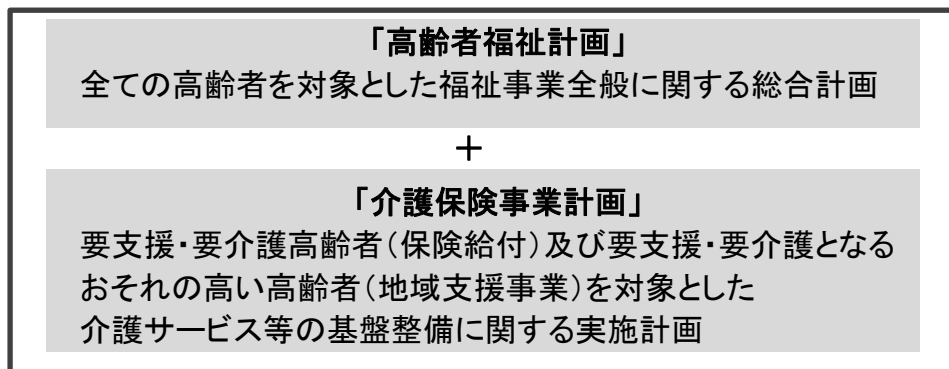 「高齢者福祉計画」
全ての高齢者を対象とした福祉事業全般に関する総合計画
＋
「介護保険事業計画」
要支援・要介護高齢者（保険給付）及び要支援・要介護となる
おそれの高い高齢者（地域支援事業）を対象とした
介護サービス等の基盤整備に関する実施計画